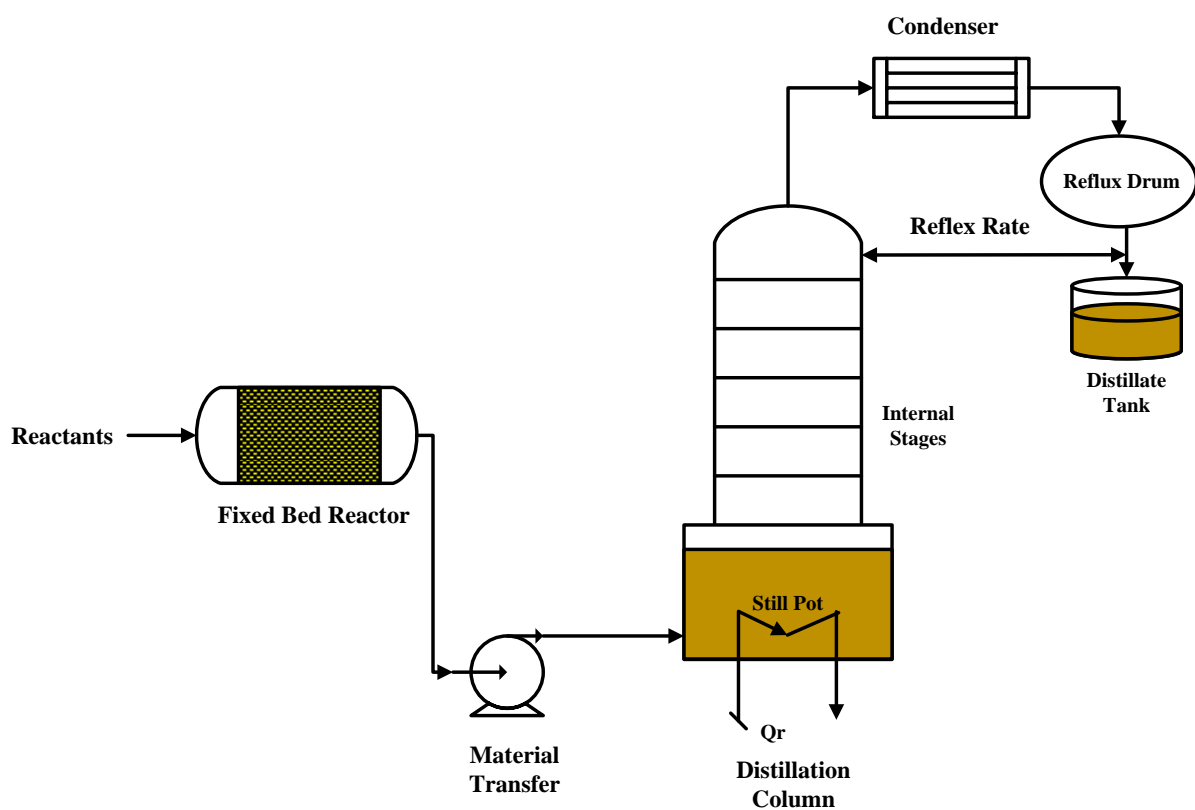 Condenser
Reflux Drum
Reflex Rate
Distillate
Tank
Internal
Stages
Reactants
Fixed Bed Reactor
Still Pot
Material
Transfer
Qr
Distillation
Column